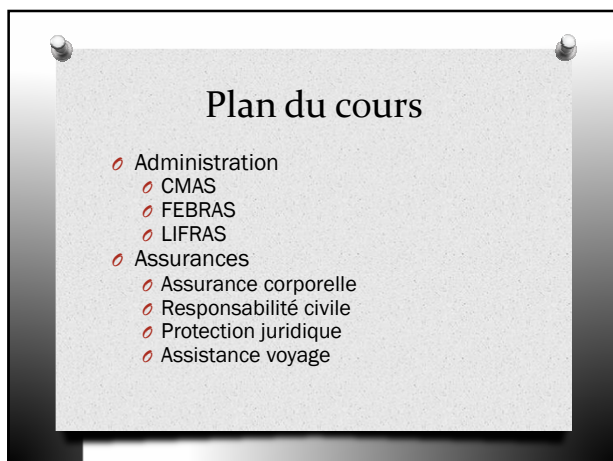 Plan du cours
Administration
CMAS
FEBRAS
LIFRAS
Assurances
Assurance corporelle
Responsabilité civile
Protection juridique
Assistance voyage